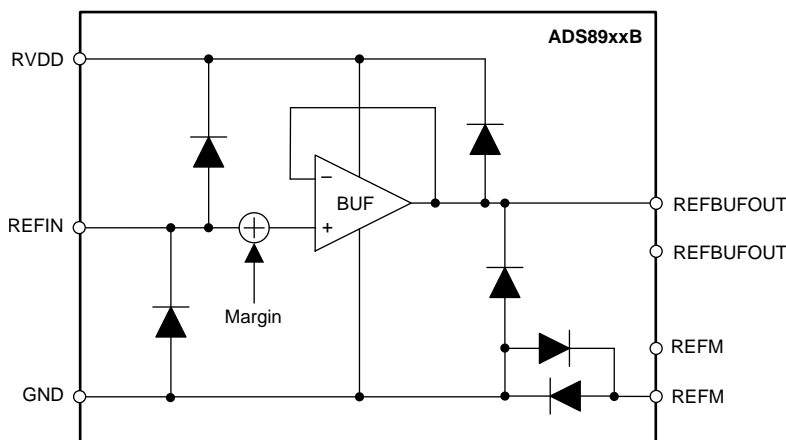 ADS89xxB
RVDD
BUF
−
+
REFIN
REFBUFOUT
REFBUFOUT
Margin
REFM
GND
REFM